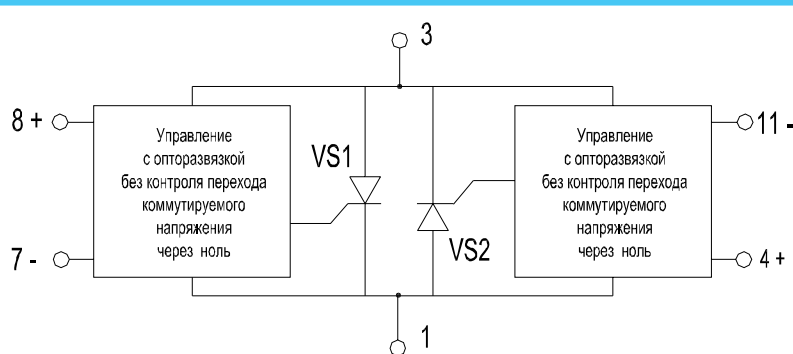 3
8 +
Управление
с опторазвязкой
без контроля перехода
коммутируемого
напряжения
через ноль
7 -
VS1
VS2
Управление
с опторазвязкой
без контроля перехода
коммутируемого
напряжения
через ноль
11 -
4 +
1